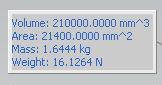 Volume: 210000.0000 mm^3
Area: 21400.0000 mm^2
Mass: 1.6444 kg
Weight: 16.1264 N